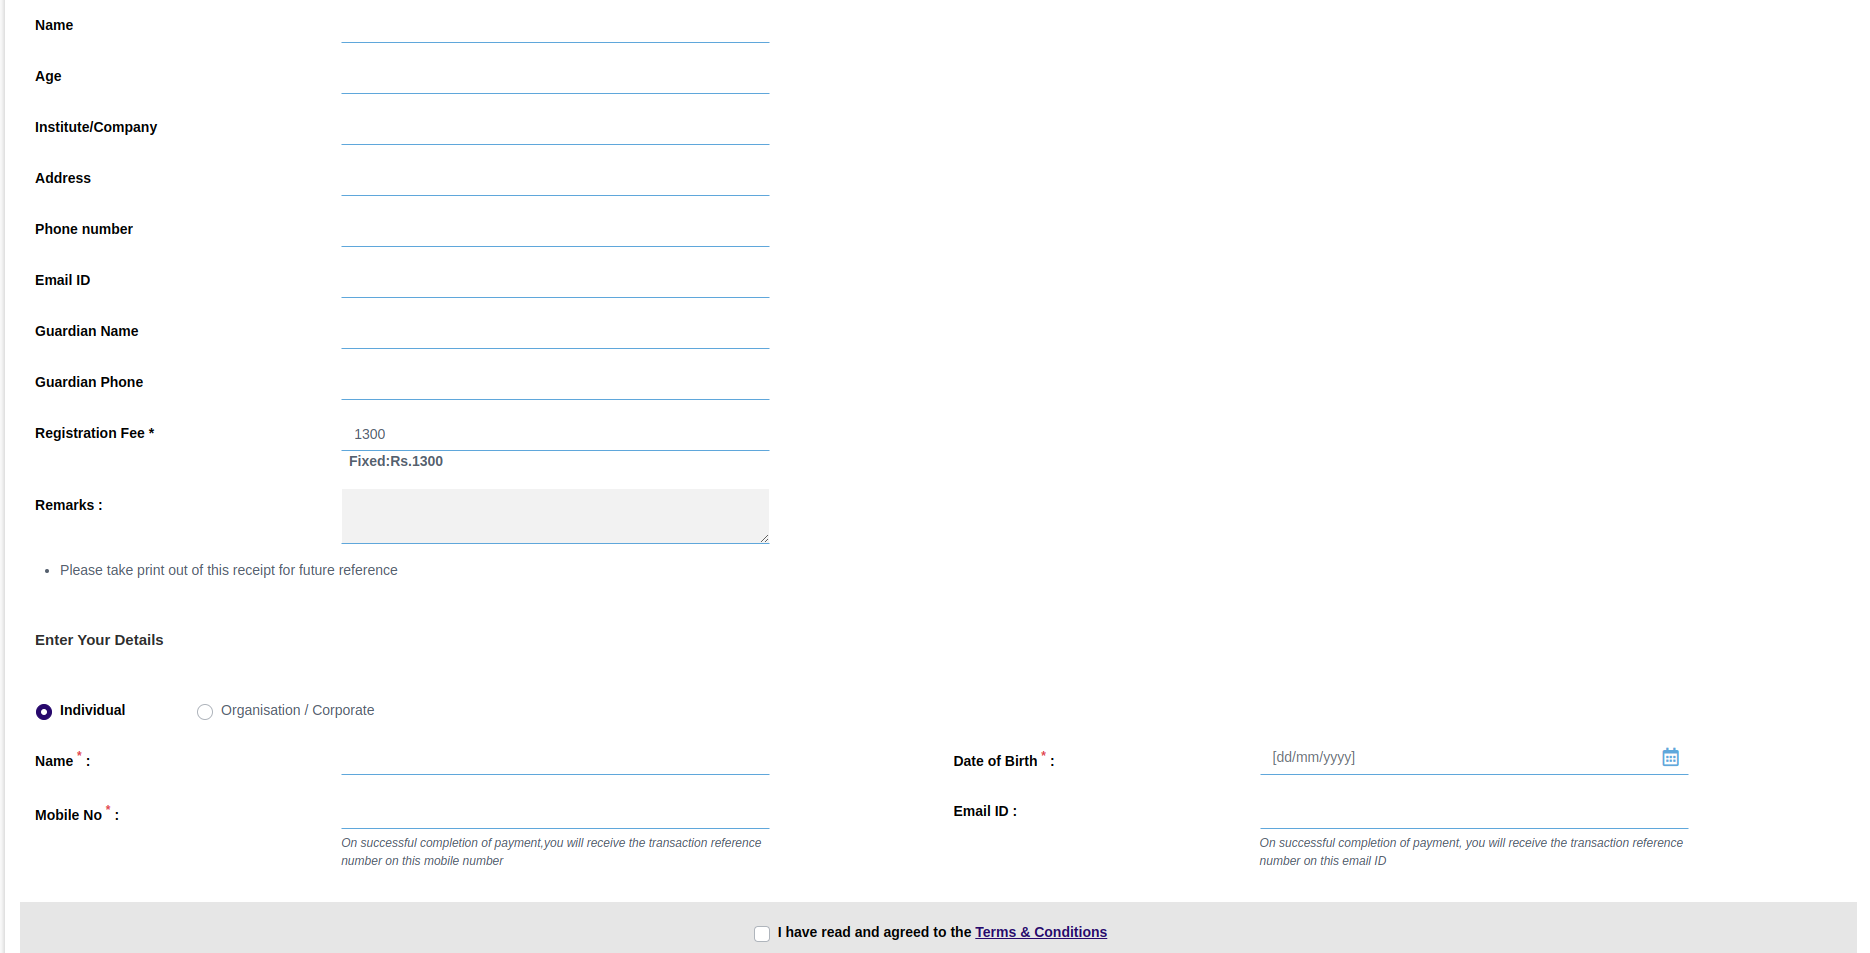 Name
Age
Institute/Company
Address
Phone number
Email ID
Guardian Name
Guardian Phone
Registration Fee *
1300
Fixed:Rs.1300
Remarks :
Please take print out of this receipt for future reference
Enter Your Details
Individual
Organisation / Corporate
Name * :
Date of Birth * :
[dd/mm/yyyy]
Mobile No * :
On successful completion of payment,you will receive the transaction reference
number on this mobile number
Email ID :
On successful completion of payment, you will receive the transaction reference
number on this email ID
I have read and agreed to the Terms & Conditions